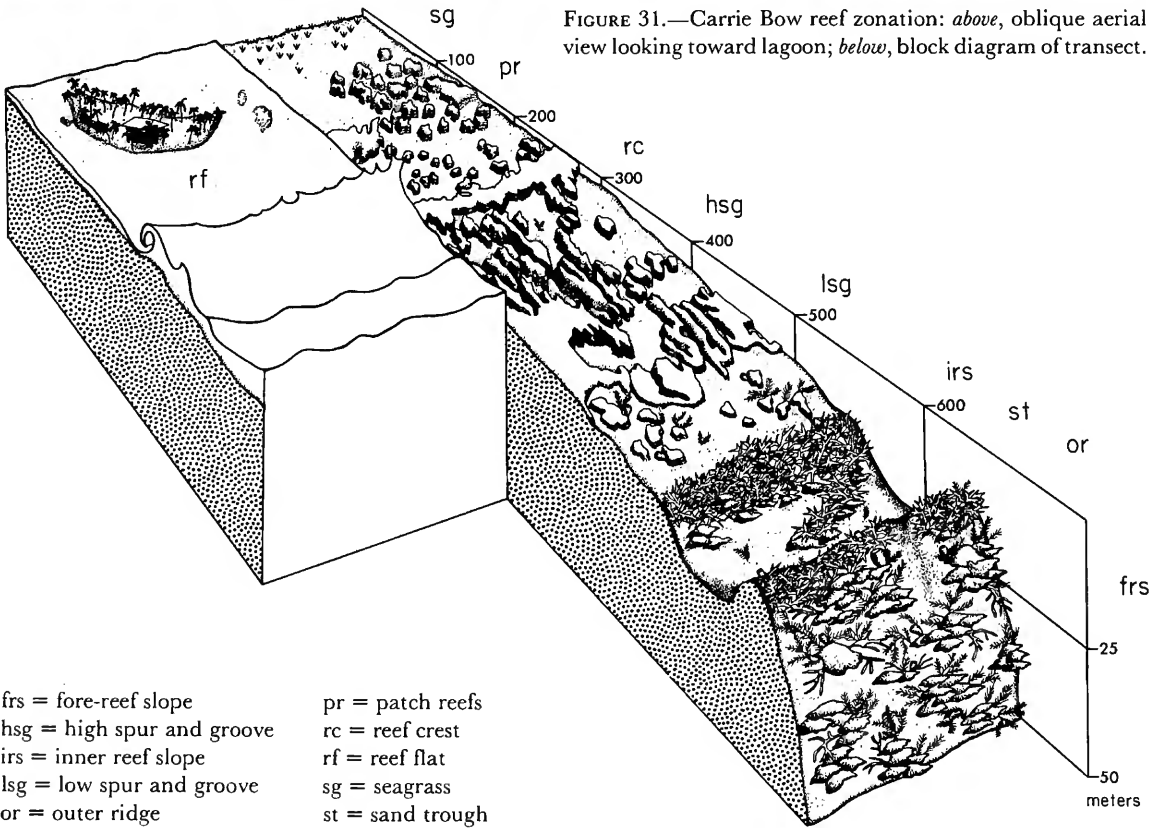 FIGURE 31.—Carrie Bow reef zonation: above, oblique aerial
view looking toward lagoon; below, block diagram of transect.
sg
100
pr
200
rf
rc
300
hsg
400
lsg
500
irs
600
st
or
frs
25
50
meters
frs = fore-reef slope
hsg = high spur and groove
irs = inner reef slope
lsg = low spur and groove
or = outer ridge
pr = patch reefs
rc = reef crest
rf = reef flat
sg = seagrass
st = sand trough